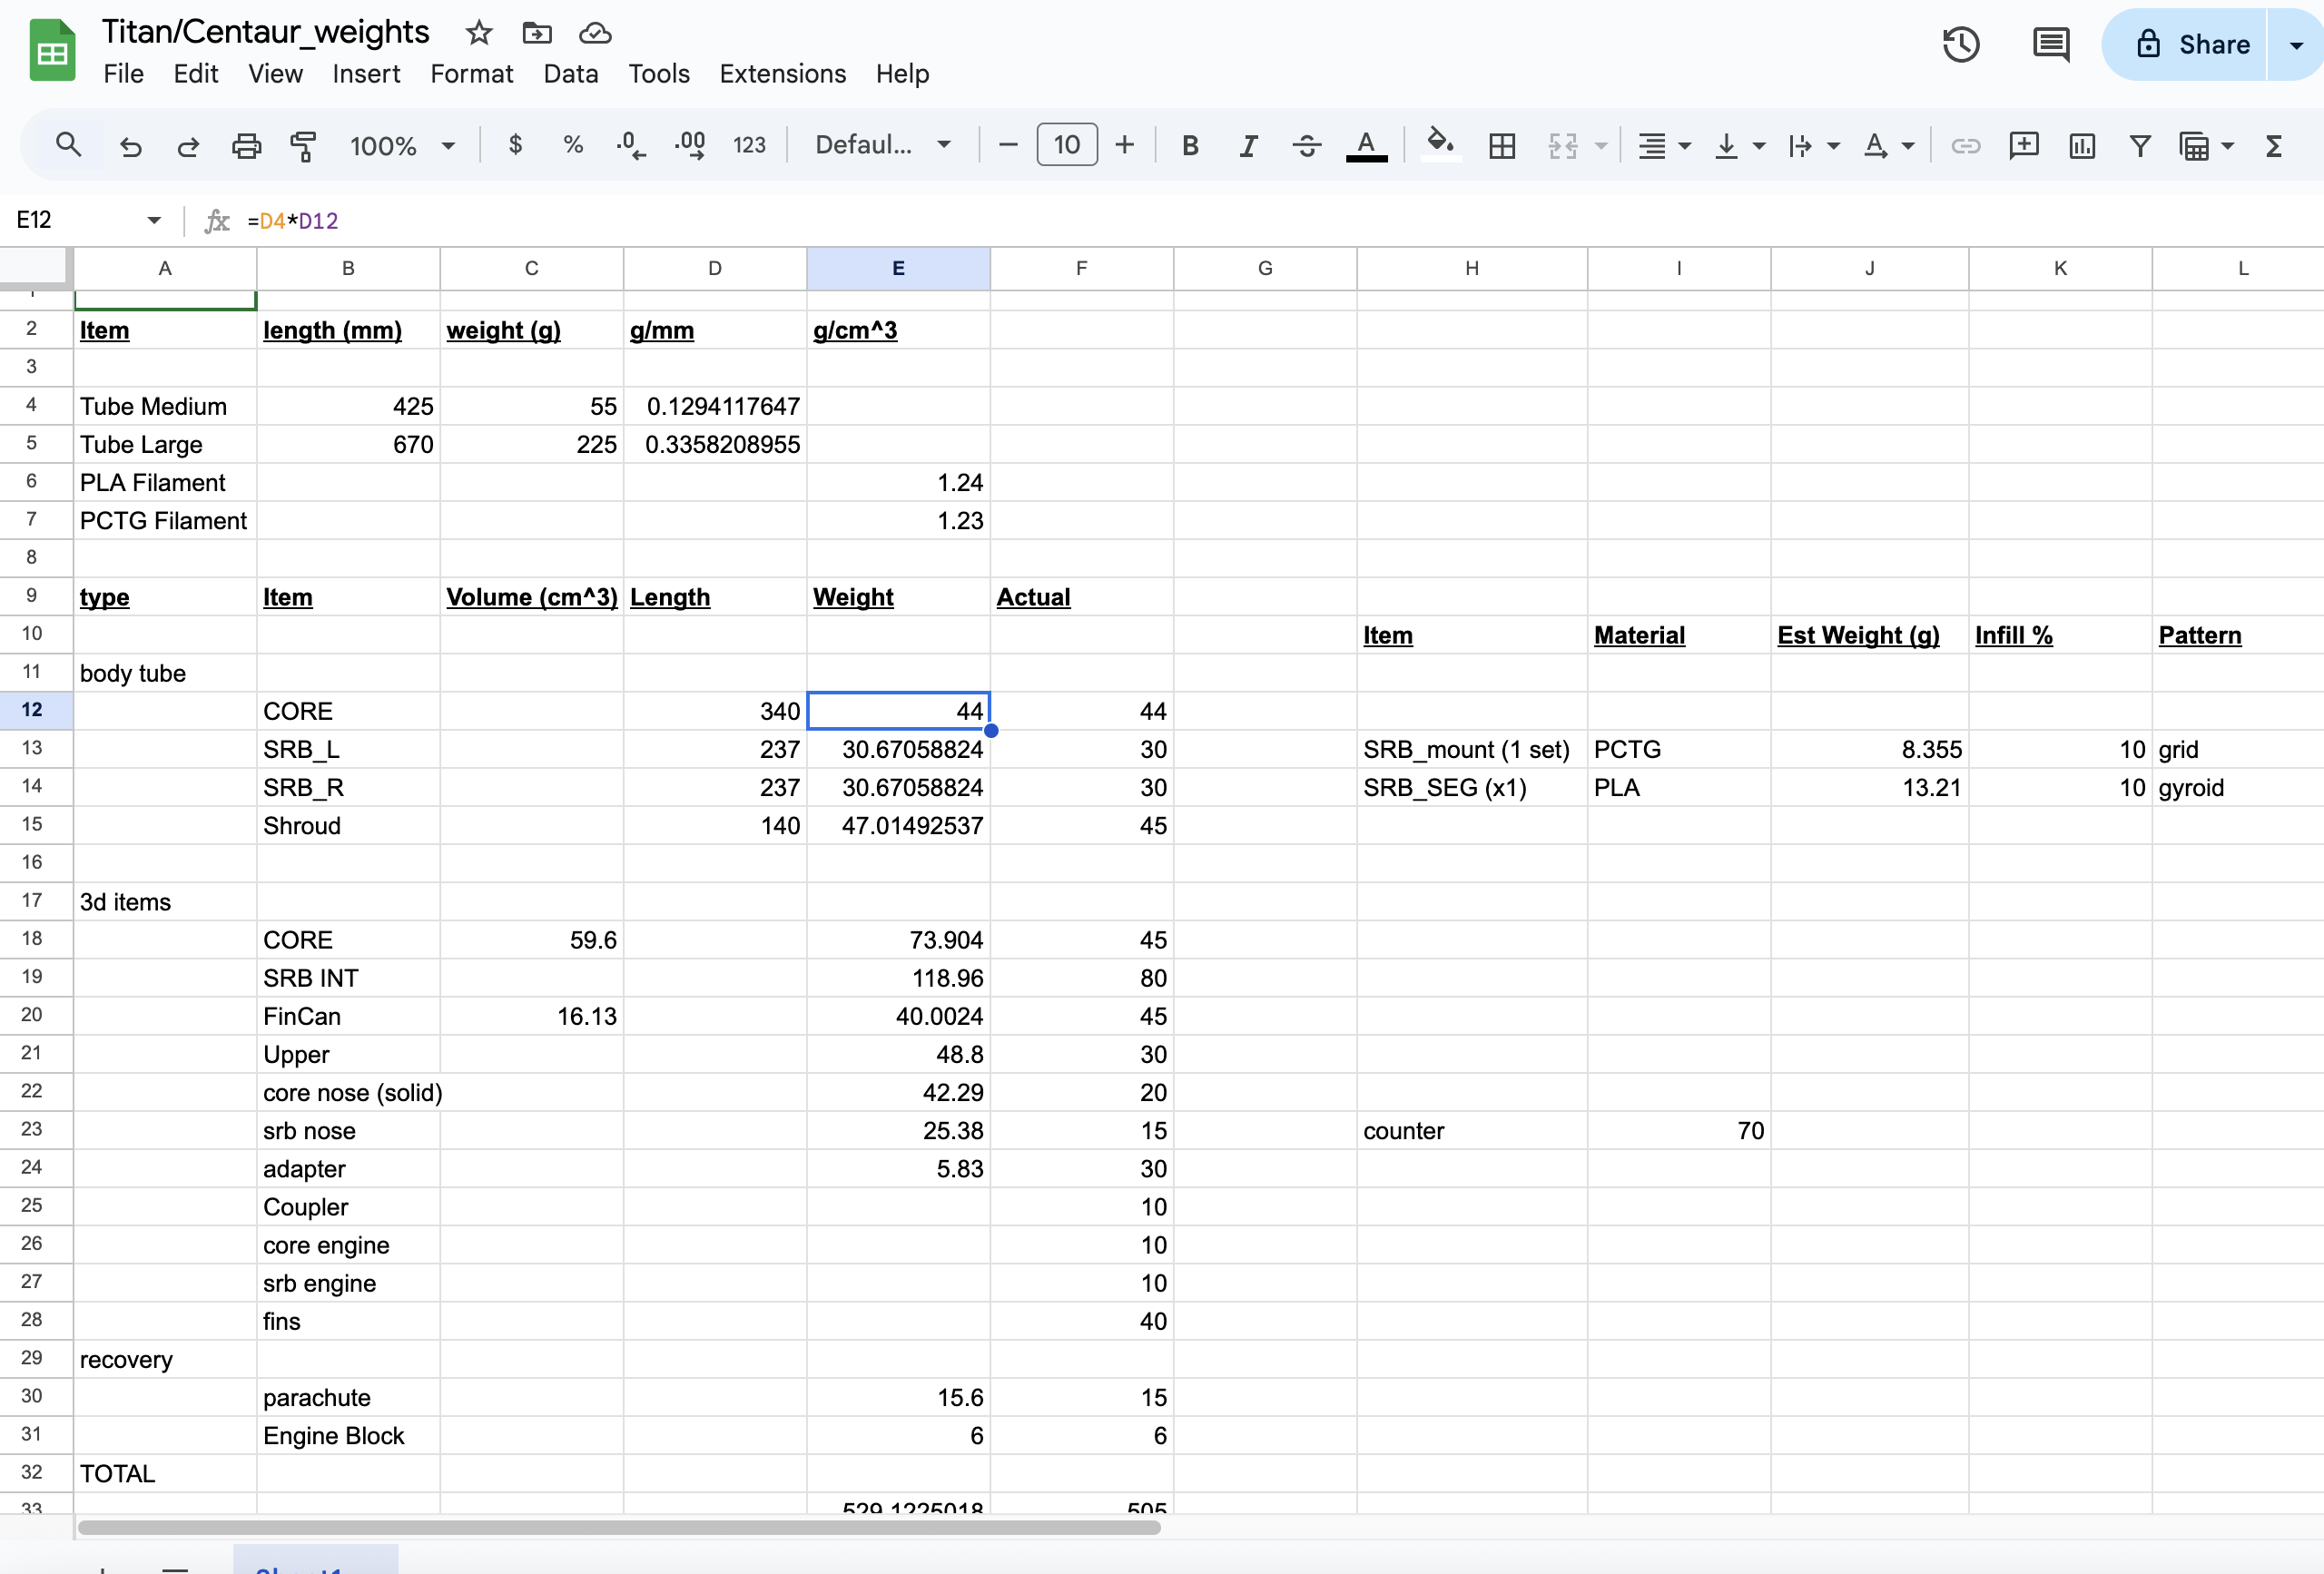 Titan/Centaur_weights
File Edit View Insert Format Data Tools Extensions Help
Share
100% $ % .0 .00 123 Defaul... 10 B I A A
E12 =D4*D12
A B C D E F G H I J K L
2 Item length (mm) weight (g) g/mm g/cm^3
3
4 Tube Medium 425 55 0.1294117647
5 Tube Large 670 225 0.3358208955
6 PLA Filament 1.24
7 PCTG Filament 1.23
8
9 type Item Volume (cm^3) Length Weight Actual
10 Item Material Est Weight (g) Infill % Pattern
11 body tube
12 CORE 340 44 44
13 SRB_L 237 30.67058824 30 SRB_mount (1 set) PCTG 8.355 10 grid
14 SRB_R 237 30.67058824 30 SRB_SEG (x1) PLA 13.21 10 gyroid
15 Shroud 140 47.01492537 45
16
17 3d items
18 CORE 59.6 73.904 45
19 SRB INT 118.96 80
20 FinCan 16.13 40.0024 45
21 Upper 48.8 30
22 core nose (solid) 42.29 20
23 srb nose 25.38 15 counter 70
24 adapter 5.83 30
25 Coupler 10
26 core engine 10
27 srb engine 10
28 fins 40
29 recovery
30 parachute 15.6 15
31 Engine Block 6 6
32 TOTAL
33 529.1225018 505